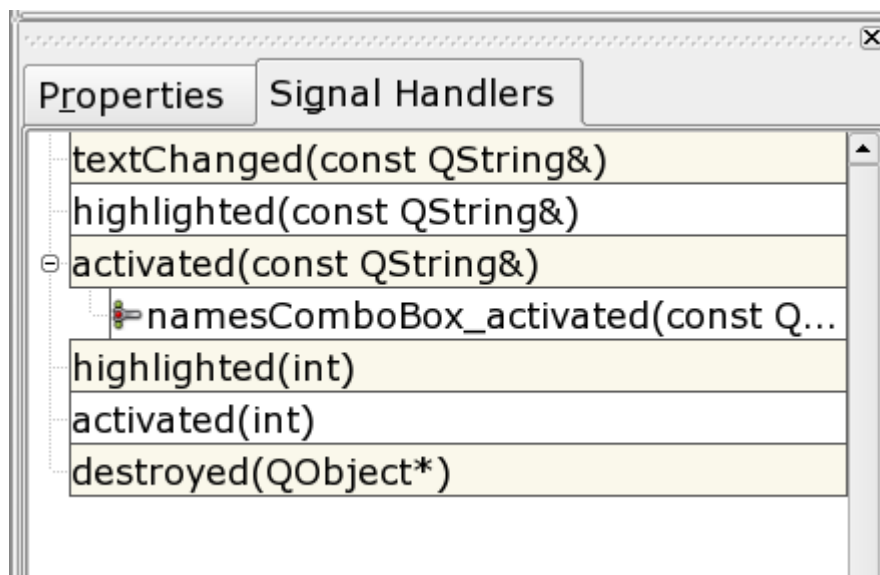 Properties Signal Handlers
textChanged(const QString&)
highlighted(const QString&)
activated(const QString&)
namesComboBox_activated(const Q...
highlighted(int)
activated(int)
destroyed(QObject*)